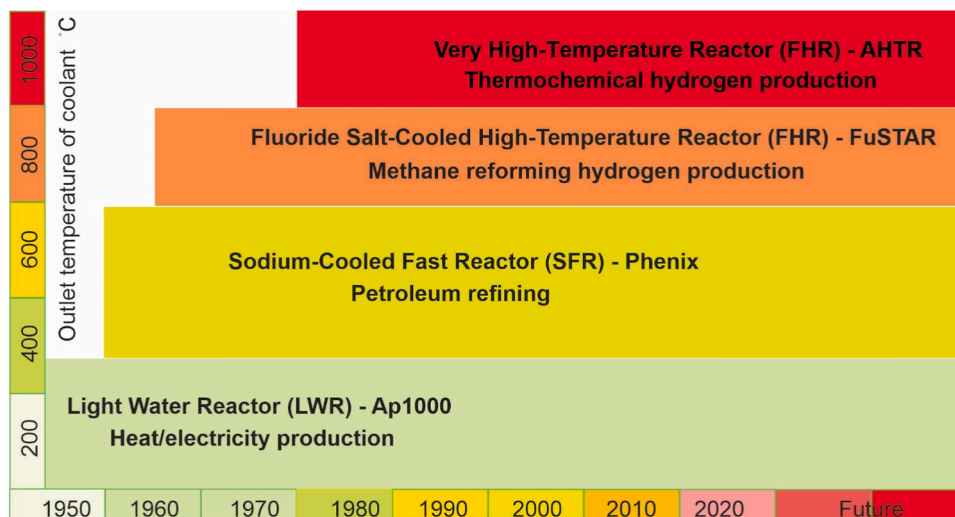 Outlet temperature of coolant °C
1000
800
600
400
200
Very High-Temperature Reactor (FHR) - AHTR
Thermochemical hydrogen production
Fluoride Salt-Cooled High-Temperature Reactor (FHR) - FuSTAR
Methane reforming hydrogen production
Sodium-Cooled Fast Reactor (SFR) - Phenix
Petroleum refining
Light Water Reactor (LWR) - Ap1000
Heat/electricity production
1950 1960 1970 1980 1990 2000 2010 2020 Future